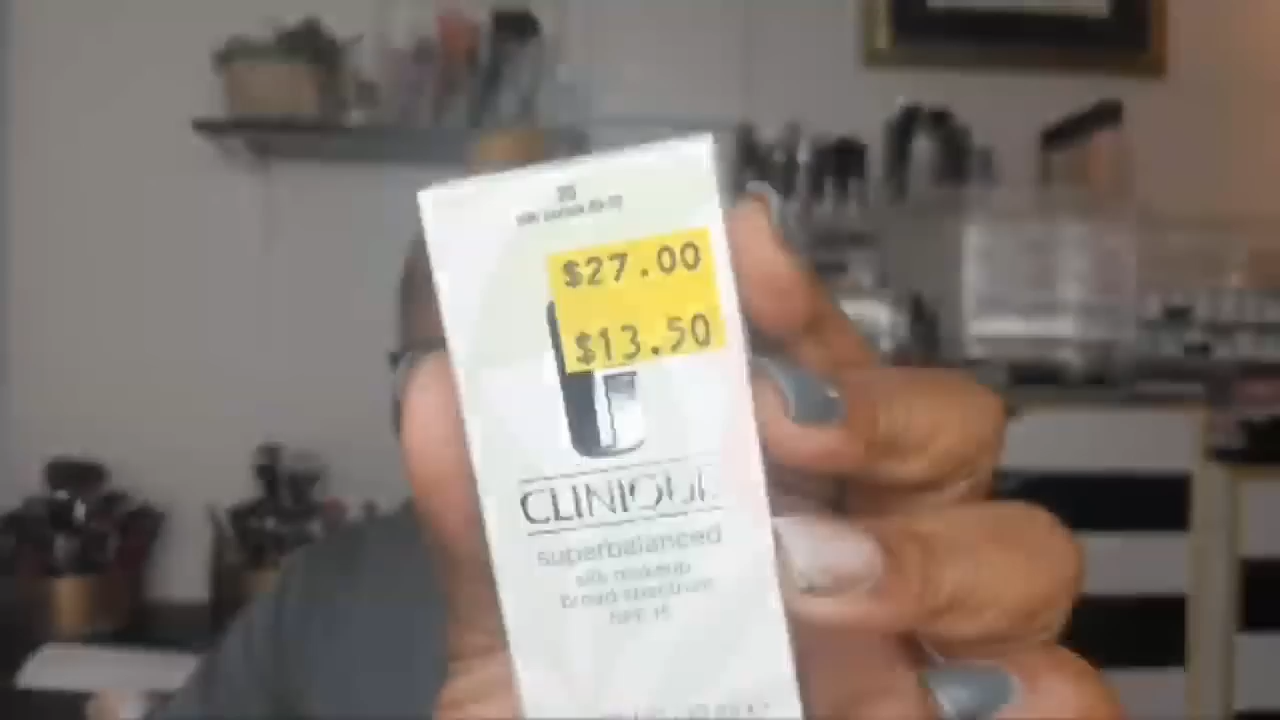 $27.00
$13.50
CLINIQUE
superbalanced
silk makeup
broad spectrum
SPF 15